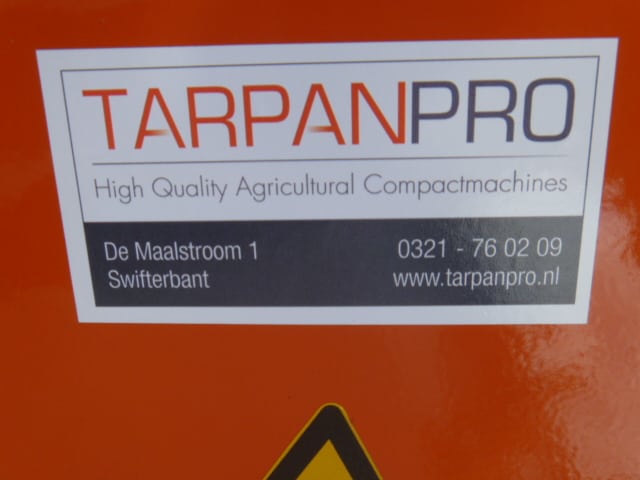 TARPANPRO
High Quality Agricultural Compactmachines
De Maalstroom 1
Swifterbant
0321 - 76 02 09
www.tarpanpro.nl